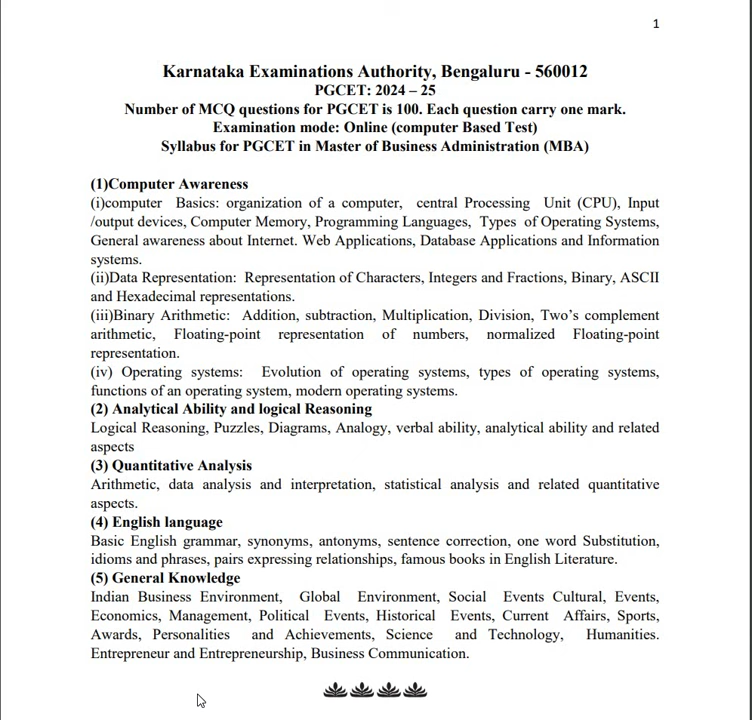 1
Karnataka Examinations Authority, Bengaluru - 560012
PGCET: 2024 – 25
Number of MCQ questions for PGCET is 100. Each question carry one mark.
Examination mode: Online (computer Based Test)
Syllabus for PGCET in Master of Business Administration (MBA)
(1)Computer Awareness
(i)computer Basics: organization of a computer, central Processing Unit (CPU), Input
/output devices, Computer Memory, Programming Languages, Types of Operating Systems,
General awareness about Internet. Web Applications, Database Applications and Information
systems.
(ii)Data Representation: Representation of Characters, Integers and Fractions, Binary, ASCII
and Hexadecimal representations.
(iii)Binary Arithmetic: Addition, subtraction, Multiplication, Division, Two’s complement
arithmetic, Floating-point representation of numbers, normalized Floating-point
representation.
(iv) Operating systems: Evolution of operating systems, types of operating systems,
functions of an operating system, modern operating systems.
(2) Analytical Ability and logical Reasoning
Logical Reasoning, Puzzles, Diagrams, Analogy, verbal ability, analytical ability and related
aspects
(3) Quantitative Analysis
Arithmetic, data analysis and interpretation, statistical analysis and related quantitative
aspects.
(4) English language
Basic English grammar, synonyms, antonyms, sentence correction, one word Substitution,
idioms and phrases, pairs expressing relationships, famous books in English Literature.
(5) General Knowledge
Indian Business Environment, Global Environment, Social Events Cultural, Events,
Economics, Management, Political Events, Historical Events, Current Affairs, Sports,
Awards, Personalities and Achievements, Science and Technology, Humanities.
Entrepreneur and Entrepreneurship, Business Communication.